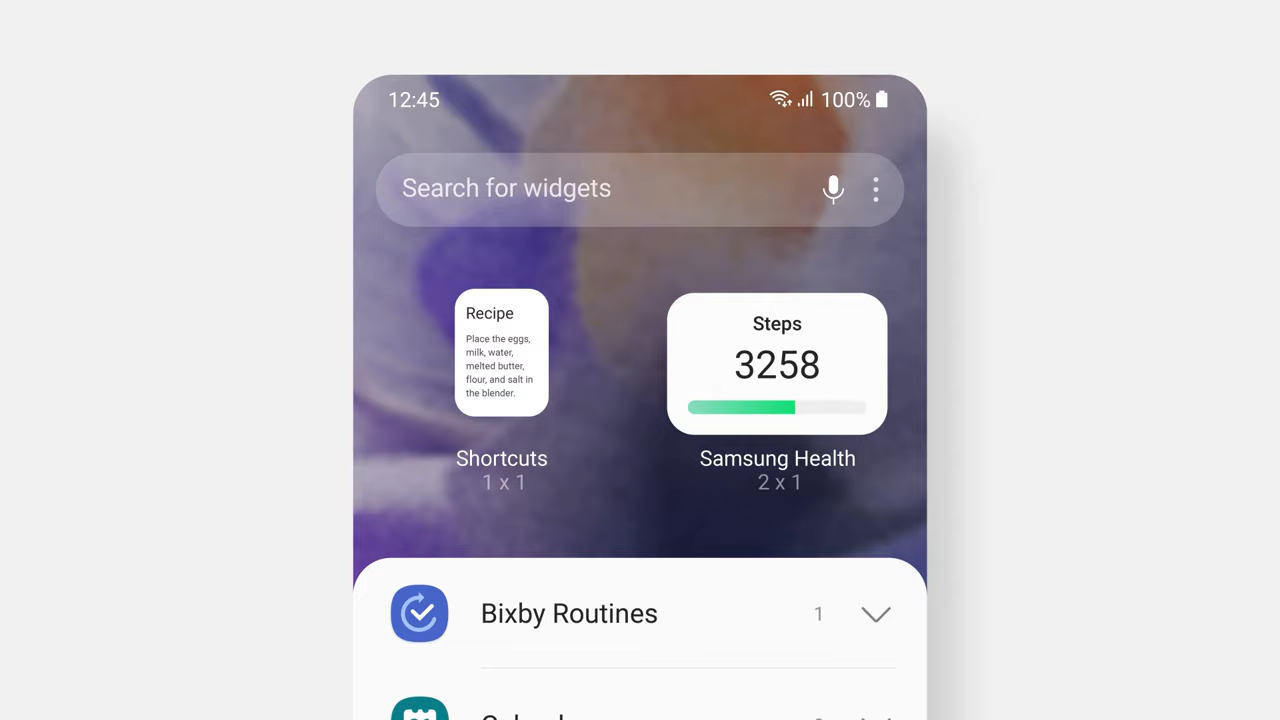 12:45
100%
Search for widgets
Recipe
Place the eggs,
milk, water,
melted butter,
flour, and salt in
the blender.
Steps
3258
Shortcuts
1 x 1
Samsung Health
2 x 1
Bixby Routines
1